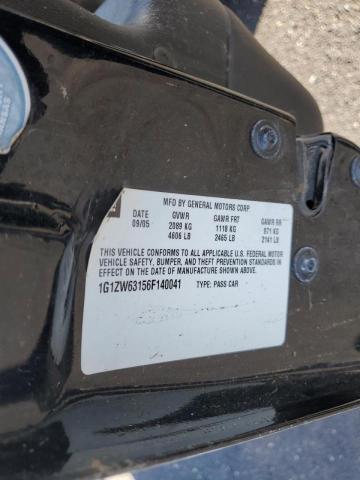 MFD BY GENERAL MOTORS CORP
DATE GVWR GAWR FRT GAWR RR
09/05 2089 KG 1118 KG 971 KG
4606 LB 2465 LB 2141 LB
THIS VEHICLE CONFORMS TO ALL APPLICABLE U.S. FEDERAL MOTOR
VEHICLE SAFETY, BUMPER, AND THEFT PREVENTION STANDARDS IN
EFFECT ON THE DATE OF MANUFACTURE SHOWN ABOVE.
1G1ZW63156F140041 TYPE: PASS CAR